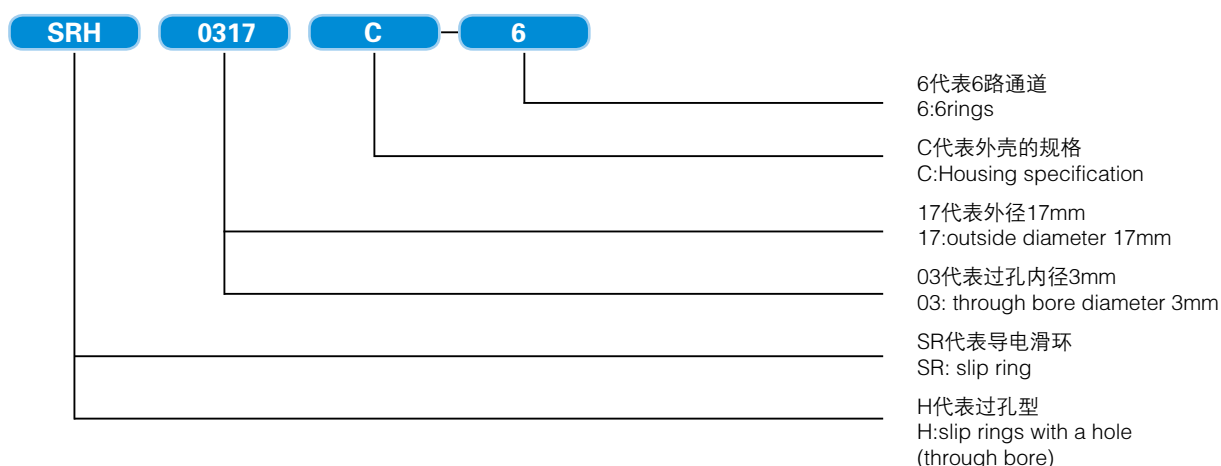 SRH 0317 C - 6
6代表6路通道
6:6rings
C代表外壳的规格
C:Housing specification
17代表外径17mm
17:outside diameter 17mm
03代表过孔内径3mm
03: through bore diameter 3mm
SR代表导电滑环
SR: slip ring
H代表过孔型
H:slip rings with a hole
(through bore)